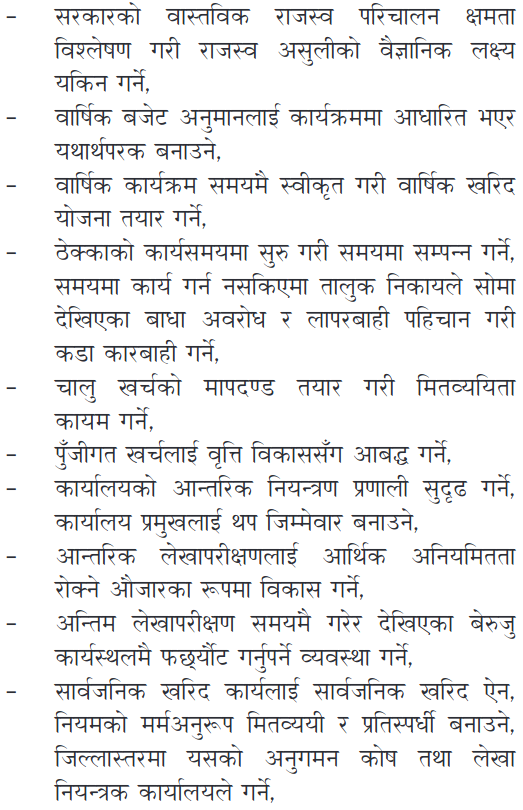 – सरकारको वास्तविक राजस्व परिचालन क्षमता
विश्लेषण गरी राजस्व असुलीको वैज्ञानिक लक्ष्य
यकिन गर्ने,
– वार्षिक बजेट अनुमानलाई कार्यक्रममा आधारित भएर
यथार्थपरक बनाउने,
– वार्षिक कार्यक्रम समयमै स्वीकृत गरी वार्षिक खरिद
योजना तयार गर्ने,
– ठेक्काको कार्यसमयमा सुरु गरी समयमा सम्पन्न गर्ने,
समयमा कार्य गर्न नसकिएमा तालुक निकायले सोमा
देखिएका बाधा अवरोध र लापरबाही पहिचान गरी
कडा कारबाही गर्ने,
– चालु खर्चको मापदण्ड तयार गरी मितव्ययिता
कायम गर्ने,
– पुँजीगत खर्चलाई वृत्ति विकाससँग आबद्ध गर्ने,
– कार्यालयको आन्तरिक नियन्त्रण प्रणाली सुदृढ गर्ने,
कार्यालय प्रमुखलाई थप जिम्मेवार बनाउने,
– आन्तरिक लेखापरीक्षणलाई आर्थिक अनियमितता
रोक्ने औजारका रूपमा विकास गर्ने,
– अन्तिम लेखापरीक्षण समयमै गरेर देखिएका बेरुजु
कार्यस्थलमै फछ्र्यौट गर्नुपर्ने व्यवस्था गर्ने,
– सार्वजनिक खरिद कार्यलाई सार्वजनिक खरिद ऐन,
नियमको मर्मअनुरूप मितव्ययी र प्रतिस्पर्धी बनाउने,
जिल्लास्तरमा यसको अनुगमन कोष तथा लेखा
नियन्त्रक कार्यालयले गर्ने,